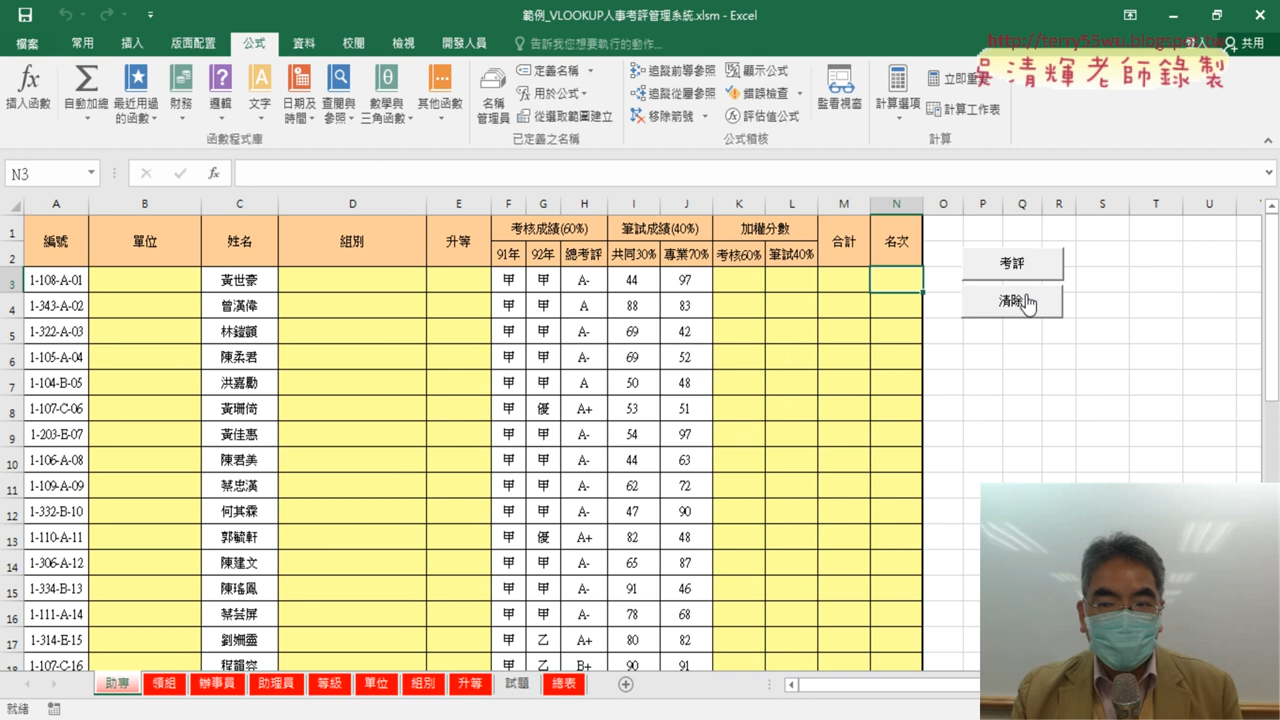 範例_VLOOKUP人事考評管理系統.xlsm - Excel
檔案 常用 插入 版面配置 公式 資料 校閱 檢視 開發人員 告訴我您想要執行的動作... 登入 共用
http://terry55wu.blogspot.tw
吳清輝老師錄製
插入函數 自動加總 最近用過的函數 財務 邏輯 文字 日期及時間 查閱與參照 數學與三角函數 其他函數 名稱管理員 定義名稱 用於公式 從選取範圍建立 追蹤前導參照 追蹤從屬參照 移除箭號 顯示公式 錯誤檢查 評估值公式 監看視窗 計算選項 立即重 計算工作表
函數程式庫 已定義之名稱 公式稽核 計算
N3 fx
A B C D E F G H I J K L M N O P Q R S T U
1 編號 單位 姓名 組別 升等 考核成績(60%) 筆試成績(40%) 加權分數 合計 名次
2 91年 92年 總考評 共同30% 專業70% 考核60% 筆試40%
考評
清除
3 1-108-A-01 黃世豪 甲 甲 A- 44 97
4 1-343-A-02 曾漢偉 甲 甲 A 88 83
5 1-322-A-03 林鎧顗 甲 甲 A- 69 42
6 1-105-A-04 陳柔君 甲 甲 A- 69 52
7 1-104-B-05 洪嘉勵 甲 甲 A 50 48
8 1-107-C-06 黃珊倚 甲 優 A+ 53 51
9 1-203-E-07 黃佳惠 甲 甲 A- 54 97
10 1-106-A-08 陳君美 甲 甲 A- 44 63
11 1-109-A-09 蔡忠漢 甲 甲 A- 62 72
12 1-332-B-10 何其霖 甲 甲 A- 47 90
13 1-110-A-11 郭毓軒 甲 優 A+ 82 48
14 1-306-A-12 陳建文 甲 甲 A- 65 87
15 1-334-B-13 陳瑤鳳 甲 甲 A- 91 46
16 1-111-A-14 蔡芸屏 甲 甲 A- 78 68
17 1-314-E-15 劉姍靈 甲 乙 A+ 80 82
18 1-107-C-16 程韻容 甲 乙 B+ 90 91
助專 領組 辦事員 助理員 等級 單位 組別 升等 試題 總表
就緒